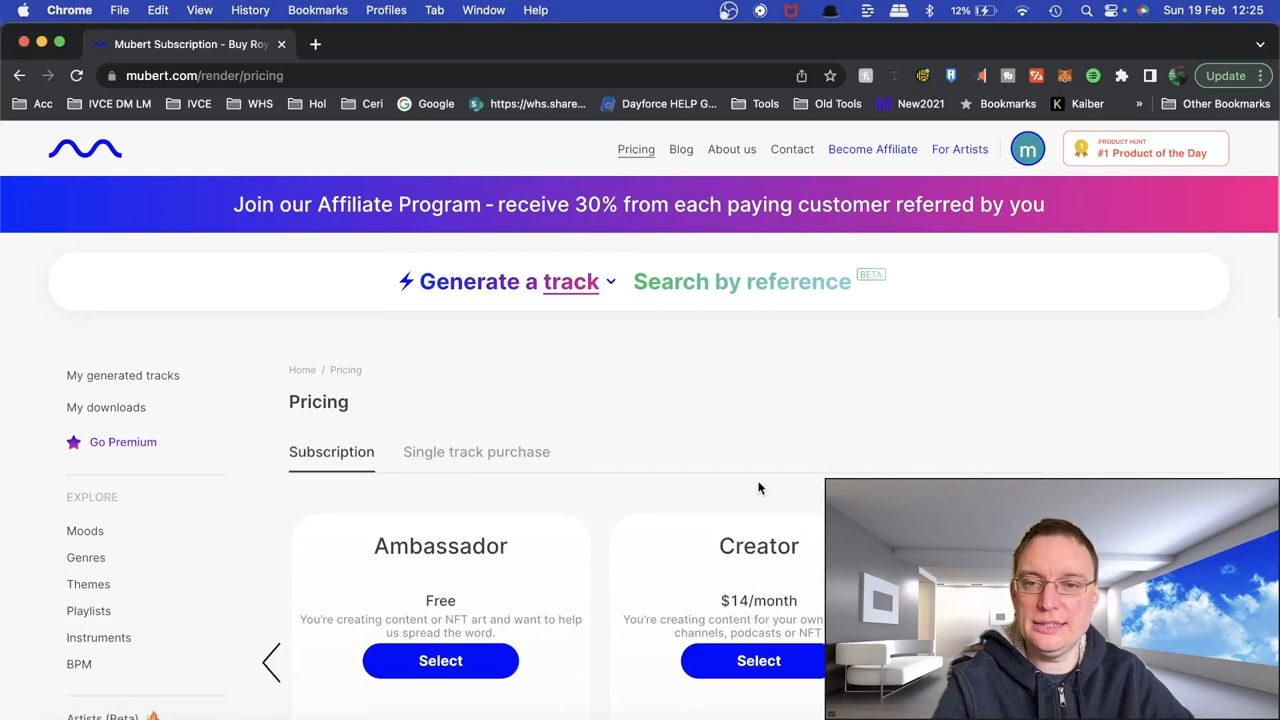 Chrome File Edit View History Bookmarks Profiles Tab Window Help 12% Sun 19 Feb 12:25
Mubert Subscription - Buy Roy
mubert.com/render/pricing
Update
Acc IVCE DM LM IVCE WHS Hol Ceri Google https://whs.share... Dayforce HELP G... Tools Old Tools New2021 Bookmarks Kaiber » Other Bookmarks
Pricing Blog About us Contact Become Affiliate For Artists m
PRODUCT HUNT
#1 Product of the Day
Join our Affiliate Program - receive 30% from each paying customer referred by you
Generate a track Search by reference BETA
My generated tracks
My downloads
Go Premium
EXPLORE
Moods
Genres
Themes
Playlists
Instruments
BPM
Artists (Beta)
Home / Pricing
Pricing
Subscription Single track purchase
Ambassador
Free
You're creating content or NFT art and want to help
us spread the word.
Select
Creator
$14/month
You're creating content for your own
channels, podcasts or NFT
Select